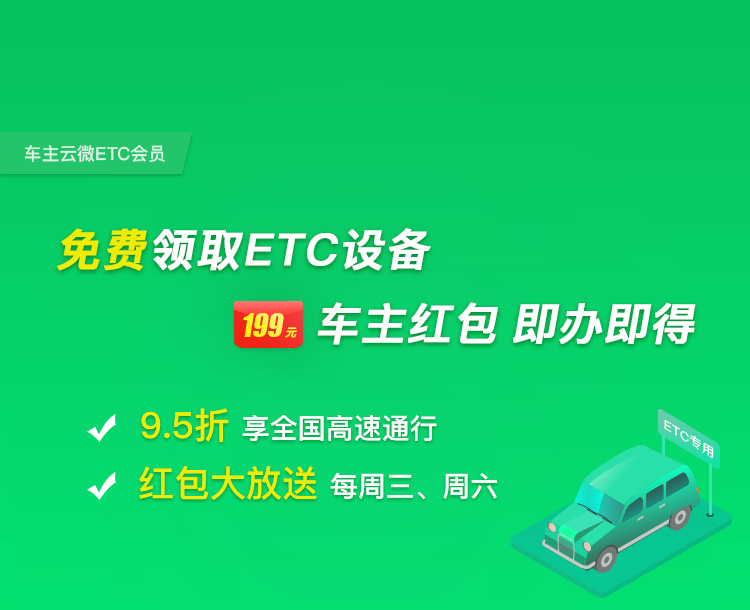 车主云微ETC会员
免费领取ETC设备
199元 车主红包 即办即得
9.5折 享全国高速通行
红包大放送 每周三、周六
ETC专用